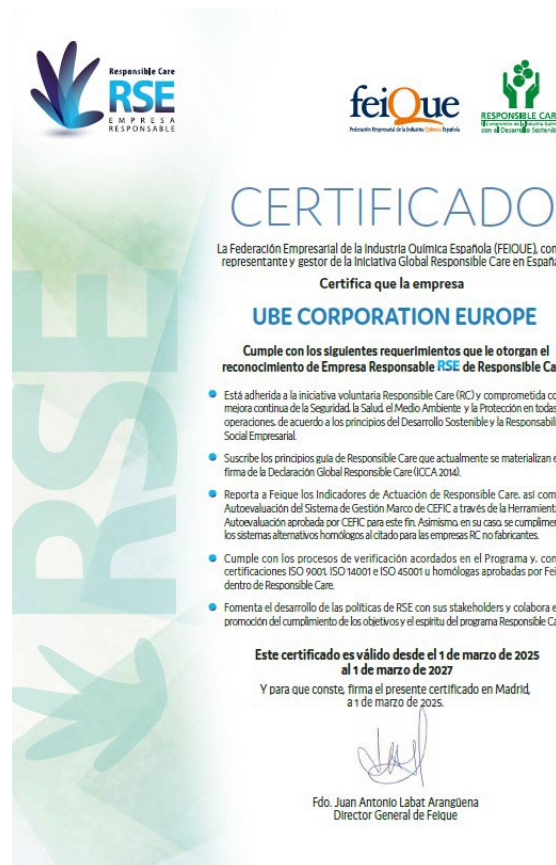 Responsible Care
RSE
EMPRESA
RESPONSABLE
feiQue
Federación Empresarial de la Industria Química Española
RESPONSIBLE CARE
con el Desarrollo Sostenible
CERTIFICADO
La Federación Empresarial de la Industria Química Española (FEIQUE), com
representante y gestor de la Iniciativa Global Responsible Care en España
Certifica que la empresa
UBE CORPORATION EUROPE
Cumple con los siguientes requerimientos que le otorgan el
reconocimiento de Empresa Responsable RSE de Responsible Ca
Está adherida a la iniciativa voluntaria Responsible Care (RC) y comprometida co
mejora continua de la Seguridad, la Salud, el Medio Ambiente y la Protección en todas
operaciones, de acuerdo a los principios del Desarrollo Sostenible y la Responsabili
Social Empresarial.
Suscribe los principios guía de Responsible Care que actualmente se materializan e
firma de la Declaración Global Responsible Care (ICCA 2014).
Reporta a Feique los Indicadores de Actuación de Responsible Care, así com
Autoevaluación del Sistema de Gestión Marco de CEFIC a través de la Herramienta
Autoevaluación aprobada por CEFIC para este fin. Asimismo, en su caso, se cumplime
los sistemas alternativos homólogos al citado para las empresas RC no fabricantes.
Cumple con los procesos de verificación acordados en el Programa y, con
certificaciones ISO 9001, ISO 14001 e ISO 45001 u homólogas aprobadas por Fei
dentro de Responsible Care.
Fomenta el desarrollo de las políticas de RSE con sus stakeholders y colabora e
promoción del cumplimiento de los objetivos y el espíritu del programa Responsible Ca
Este certificado es válido desde el 1 de marzo de 2025
al 1 de marzo de 2027
Y para que conste, firma el presente certificado en Madrid,
a 1 de marzo de 2025.
Fdo. Juan Antonio Labat Arangüena
Director General de Feique
RSE